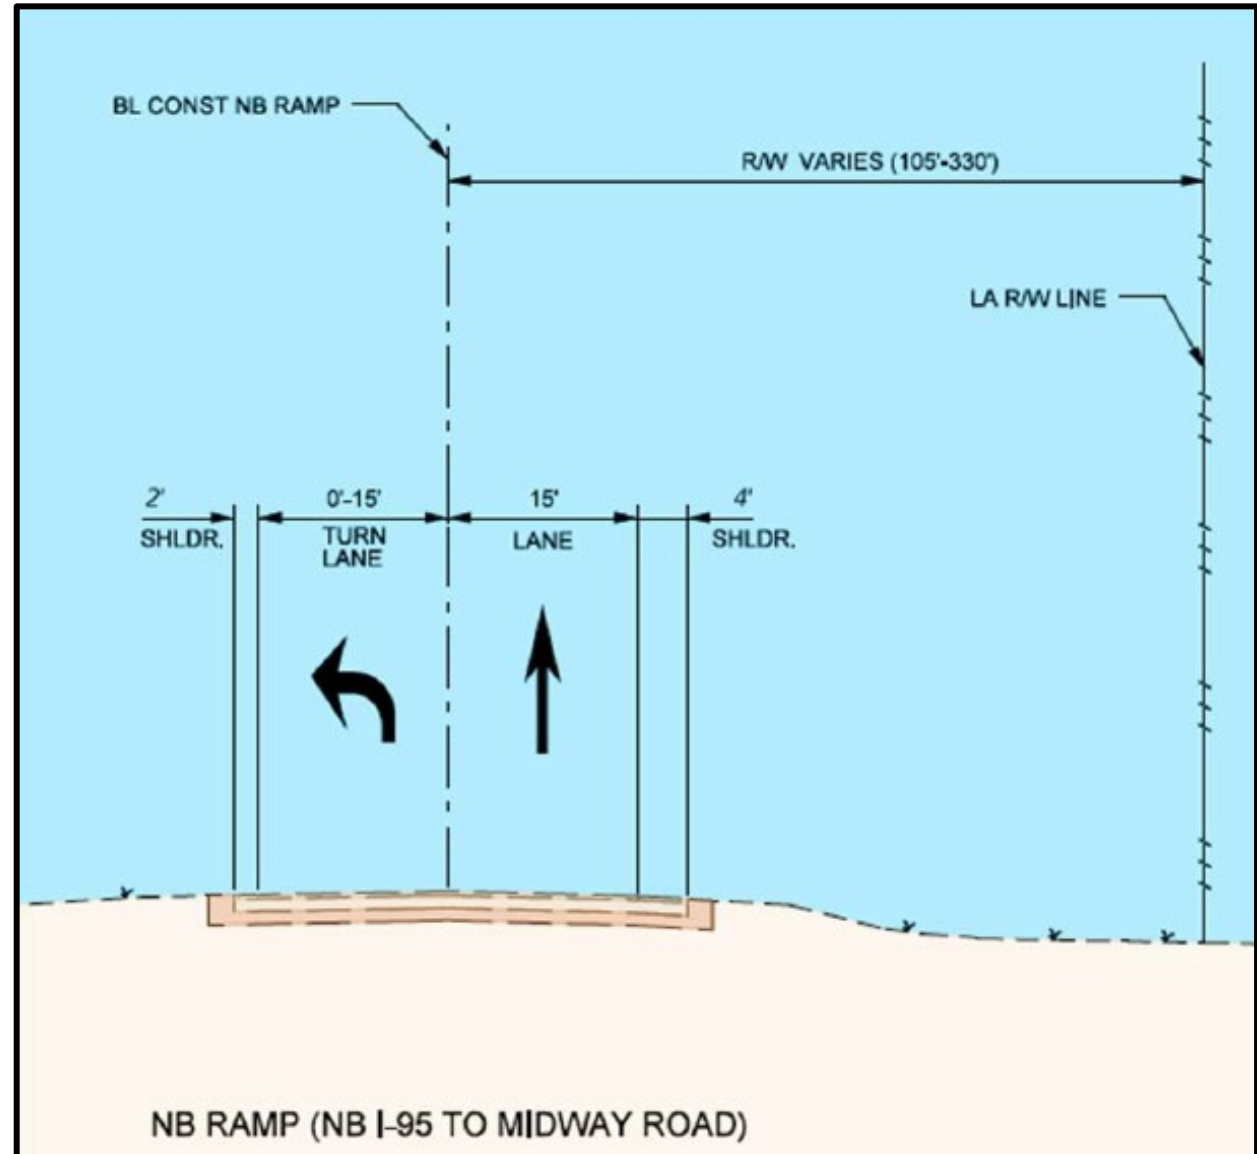 BL CONST NB RAMP
R/W VARIES (105'-330')
LA R/W LINE
2'
SHLDR.
0'-15'
TURN
LANE
15'
LANE
4'
SHLDR.
NB RAMP (NB I-95 TO MIDWAY ROAD)